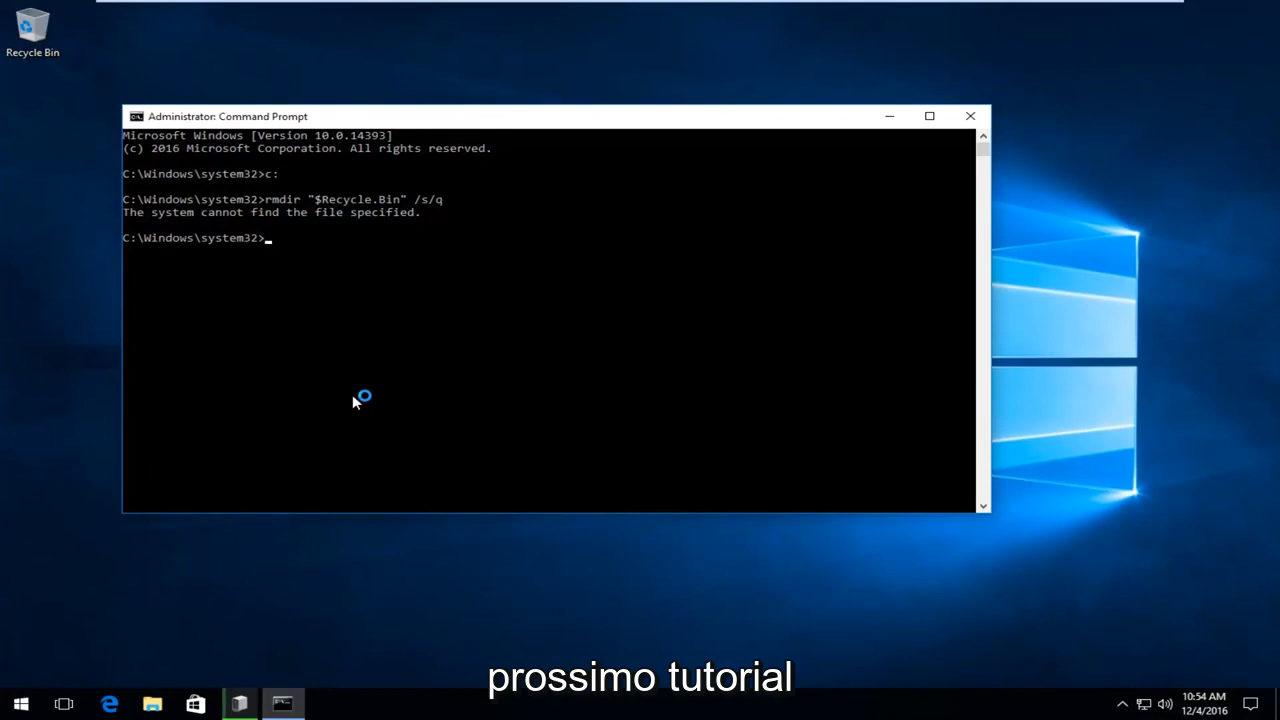 Recycle Bin
Administrator: Command Prompt
Microsoft Windows [Version 10.0.14393]
(c) 2016 Microsoft Corporation. All rights reserved.
C:\Windows\system32>c:
C:\Windows\system32>rmdir "$Recycle.Bin" /s/q
The system cannot find the file specified.
C:\Windows\system32>
prossimo tutorial
10:54 AM
12/4/2016